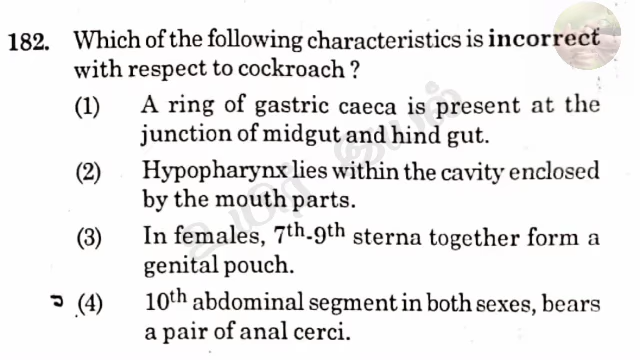 182. Which of the following characteristics is incorrect
with respect to cockroach ?
(1) A ring of gastric caeca is present at the
junction of midgut and hind gut.
(2) Hypopharynx lies within the cavity enclosed
by the mouth parts.
(3) In females, 7th-9th sterna together form a
genital pouch.
(4) 10th abdominal segment in both sexes, bears
a pair of anal cerci.